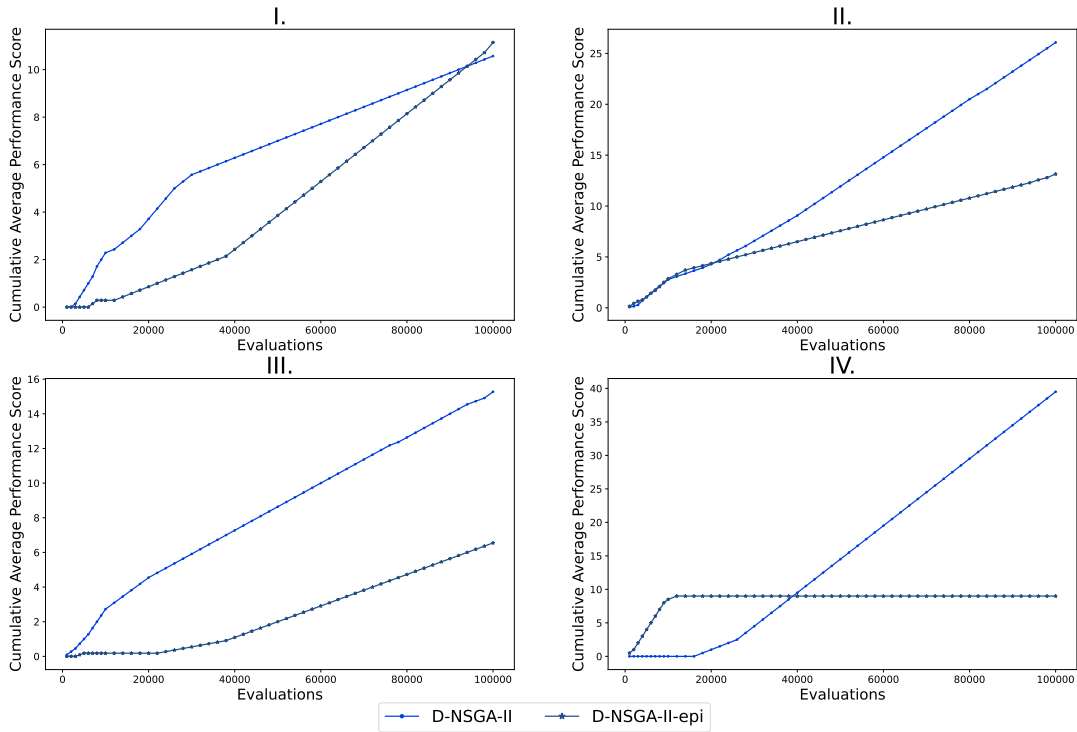 I.
Cumulative Average Performance Score
10
8
6
4
2
0
0 20000 40000 60000 80000 100000
Evaluations
II.
Cumulative Average Performance Score
25
20
15
10
5
0
0 20000 40000 60000 80000 100000
Evaluations
III.
Cumulative Average Performance Score
16
14
12
10
8
6
4
2
0
0 20000 40000 60000 80000 100000
Evaluations
IV.
Cumulative Average Performance Score
40
35
30
25
20
15
10
5
0
0 20000 40000 60000 80000 100000
Evaluations
D-NSGA-II D-NSGA-II-epi